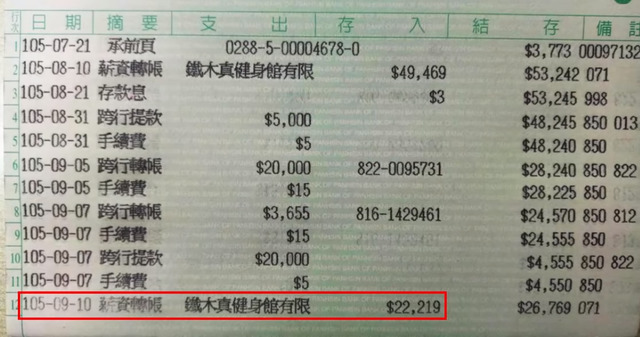 行次 日期 摘要 支出 存入 結存 備註
1 105-07-21 承前頁 0288-5-00004678-0 $3,773 00097132
2 105-08-10 薪資轉帳 鐵木真健身館有限 $49,469 $53,242 071
3 105-08-21 存款息 $3 $53,245 998
4 105-08-31 跨行提款 $5,000 $48,245 850 013
5 105-08-31 手續費 $5 $48,240 850
6 105-09-05 跨行轉帳 $20,000 822-0095731 $28,240 850 822
7 105-09-05 手續費 $15 $28,225 850
8 105-09-07 跨行轉帳 $3,655 816-1429461 $24,570 850 812
9 105-09-07 手續費 $15 $24,555 850
10 105-09-07 跨行提款 $20,000 $4,555 850 822
11 105-09-07 手續費 $5 $4,550 850
12 105-09-10 薪資轉帳 鐵木真健身館有限 $22,219 $26,769 071